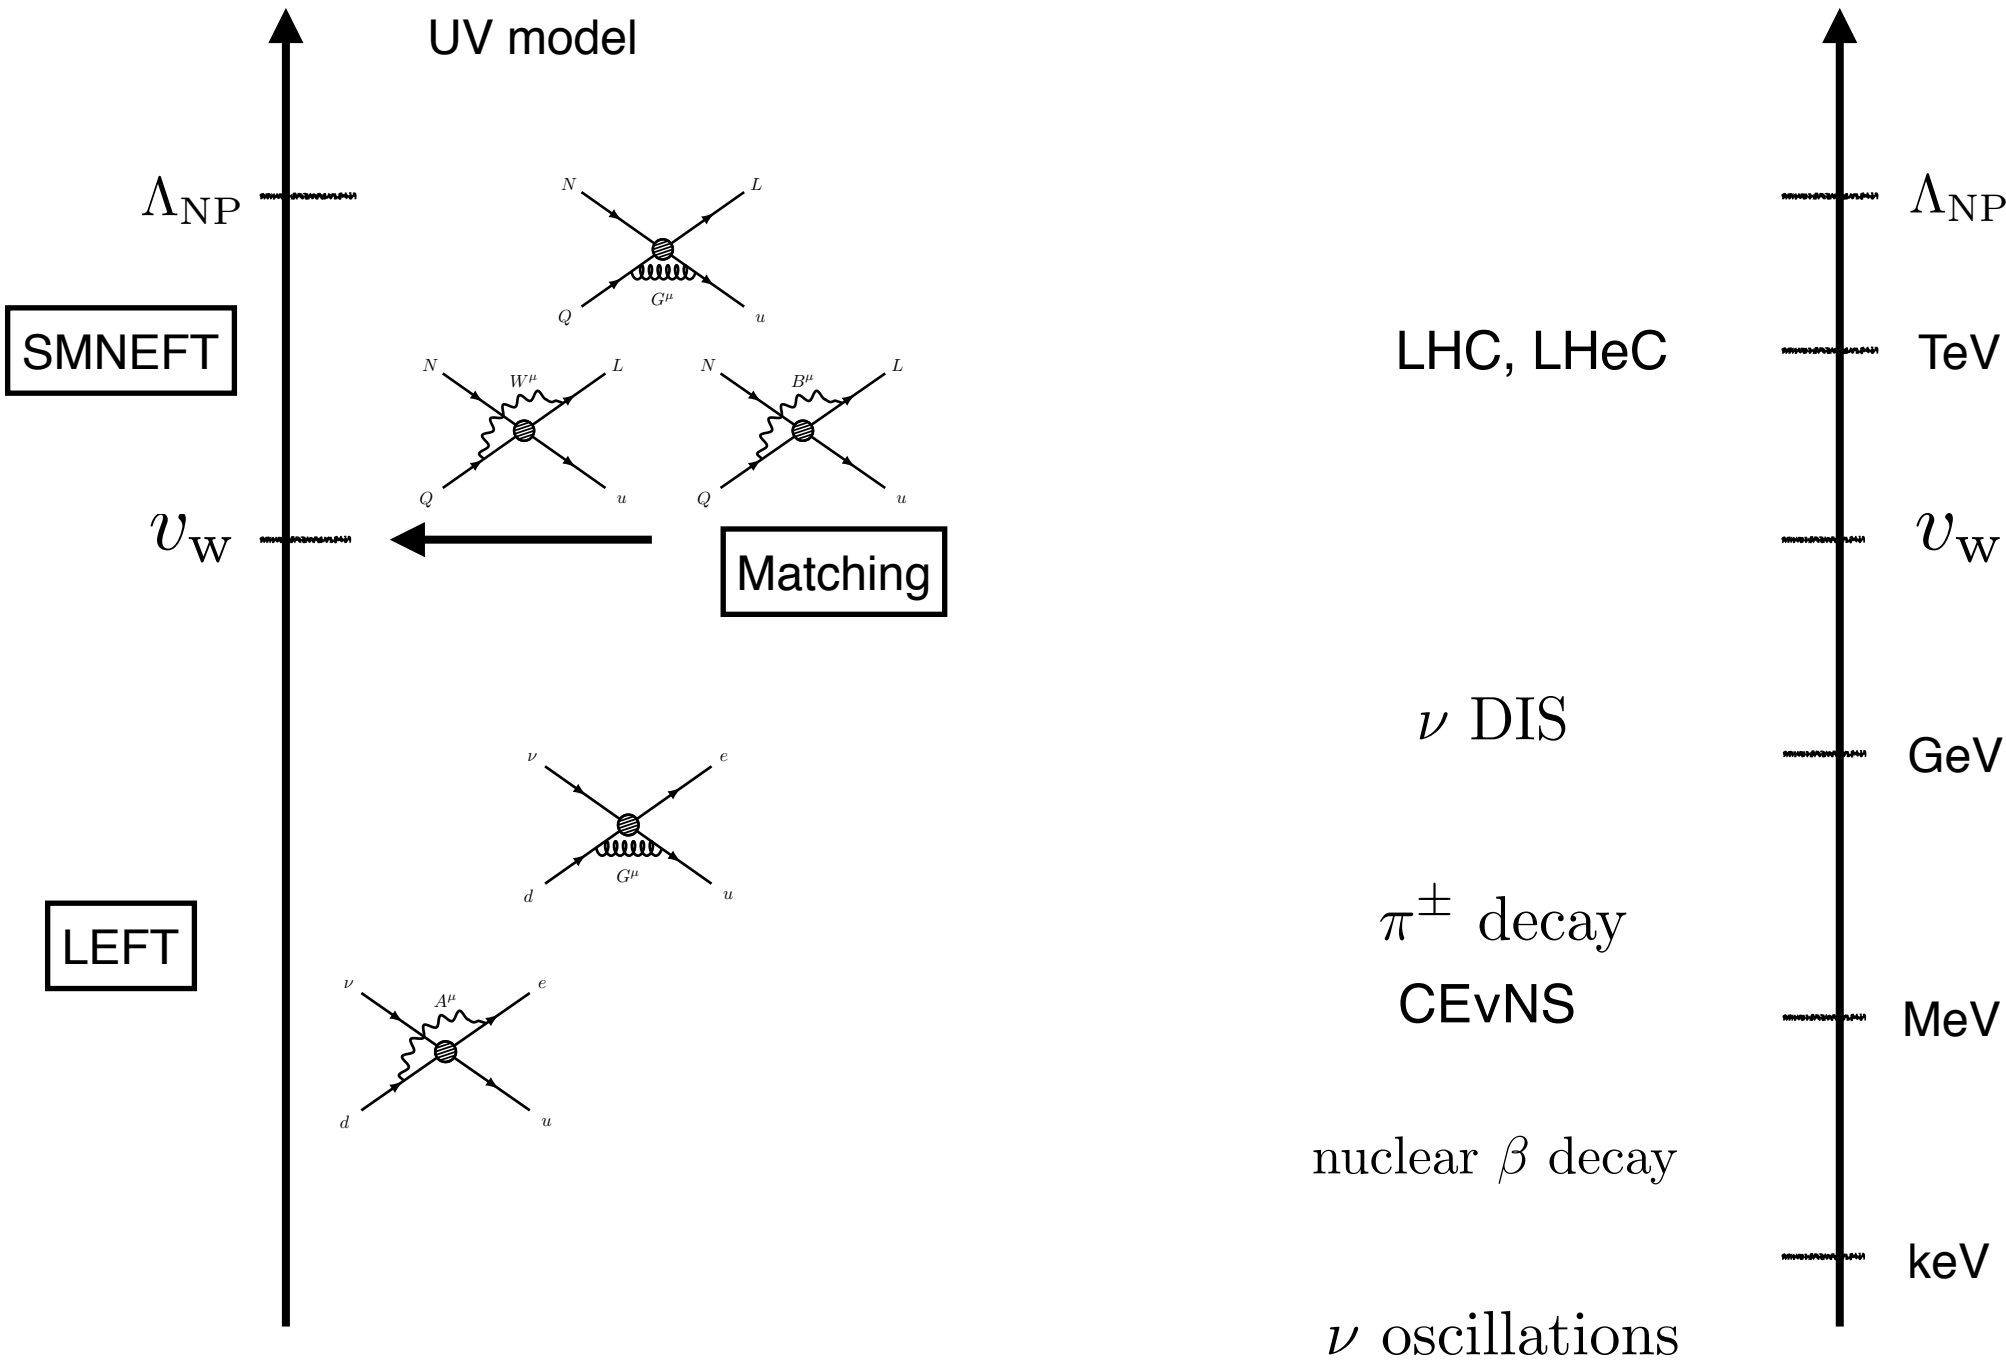 UV model
Λ_NP
Λ_NP
N L
G^μ
Q u
SMNEFT
LHC, LHeC
TeV
N W^μ L
N B^μ L
Q u
Q u
v_w
v_w
Matching
ν DIS
GeV
ν e
G^μ
d u
LEFT
π^± decay
CEvNS
MeV
ν A^μ e
d u
nuclear β decay
keV
ν oscillations